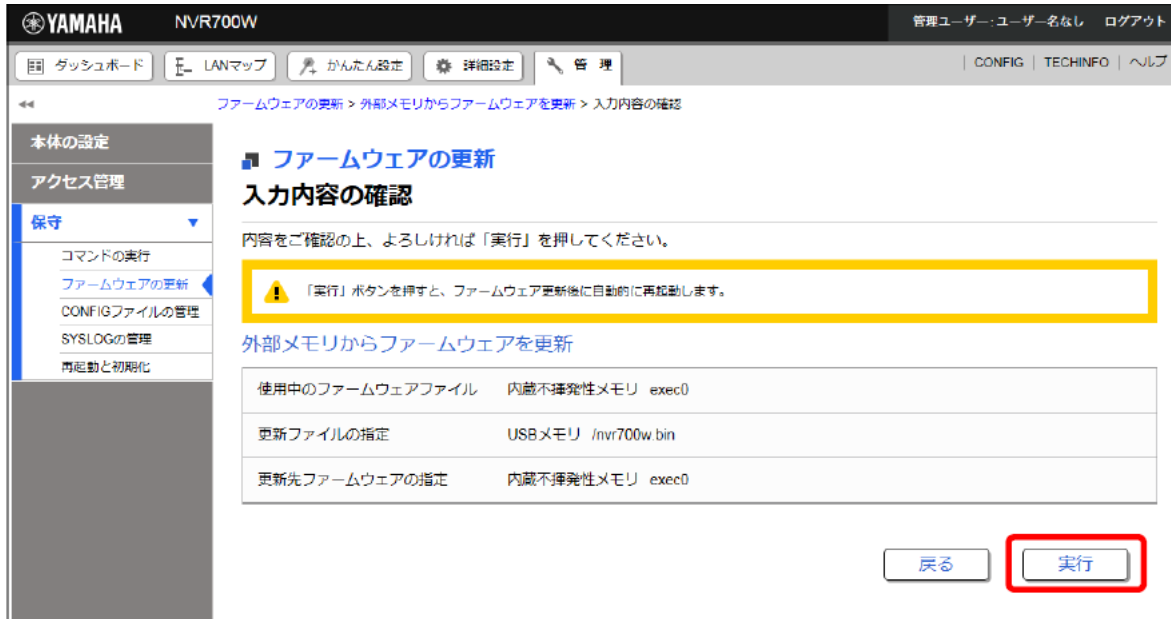 YAMAHA NVR700W 管理ユーザー:ユーザー名なし ログアウト
ダッシュボード LANマップ かんたん設定 詳細設定 管 理 | CONFIG | TECHINFO | ヘルプ
ファームウェアの更新 > 外部メモリからファームウェアを更新 > 入力内容の確認
本体の設定
アクセス管理
保守
コマンドの実行
ファームウェアの更新
CONFIGファイルの管理
SYSLOGの管理
再起動と初期化
ファームウェアの更新
入力内容の確認
内容をご確認の上、よろしければ「実行」を押してください。
「実行」ボタンを押すと、ファームウェア更新後に自動的に再起動します。
外部メモリからファームウェアを更新
使用中のファームウェアファイル 内蔵不揮発性メモリ exec0
更新ファイルの指定 USBメモリ /nvr700w.bin
更新先ファームウェアの指定 内蔵不揮発性メモリ exec0
戻る 実行